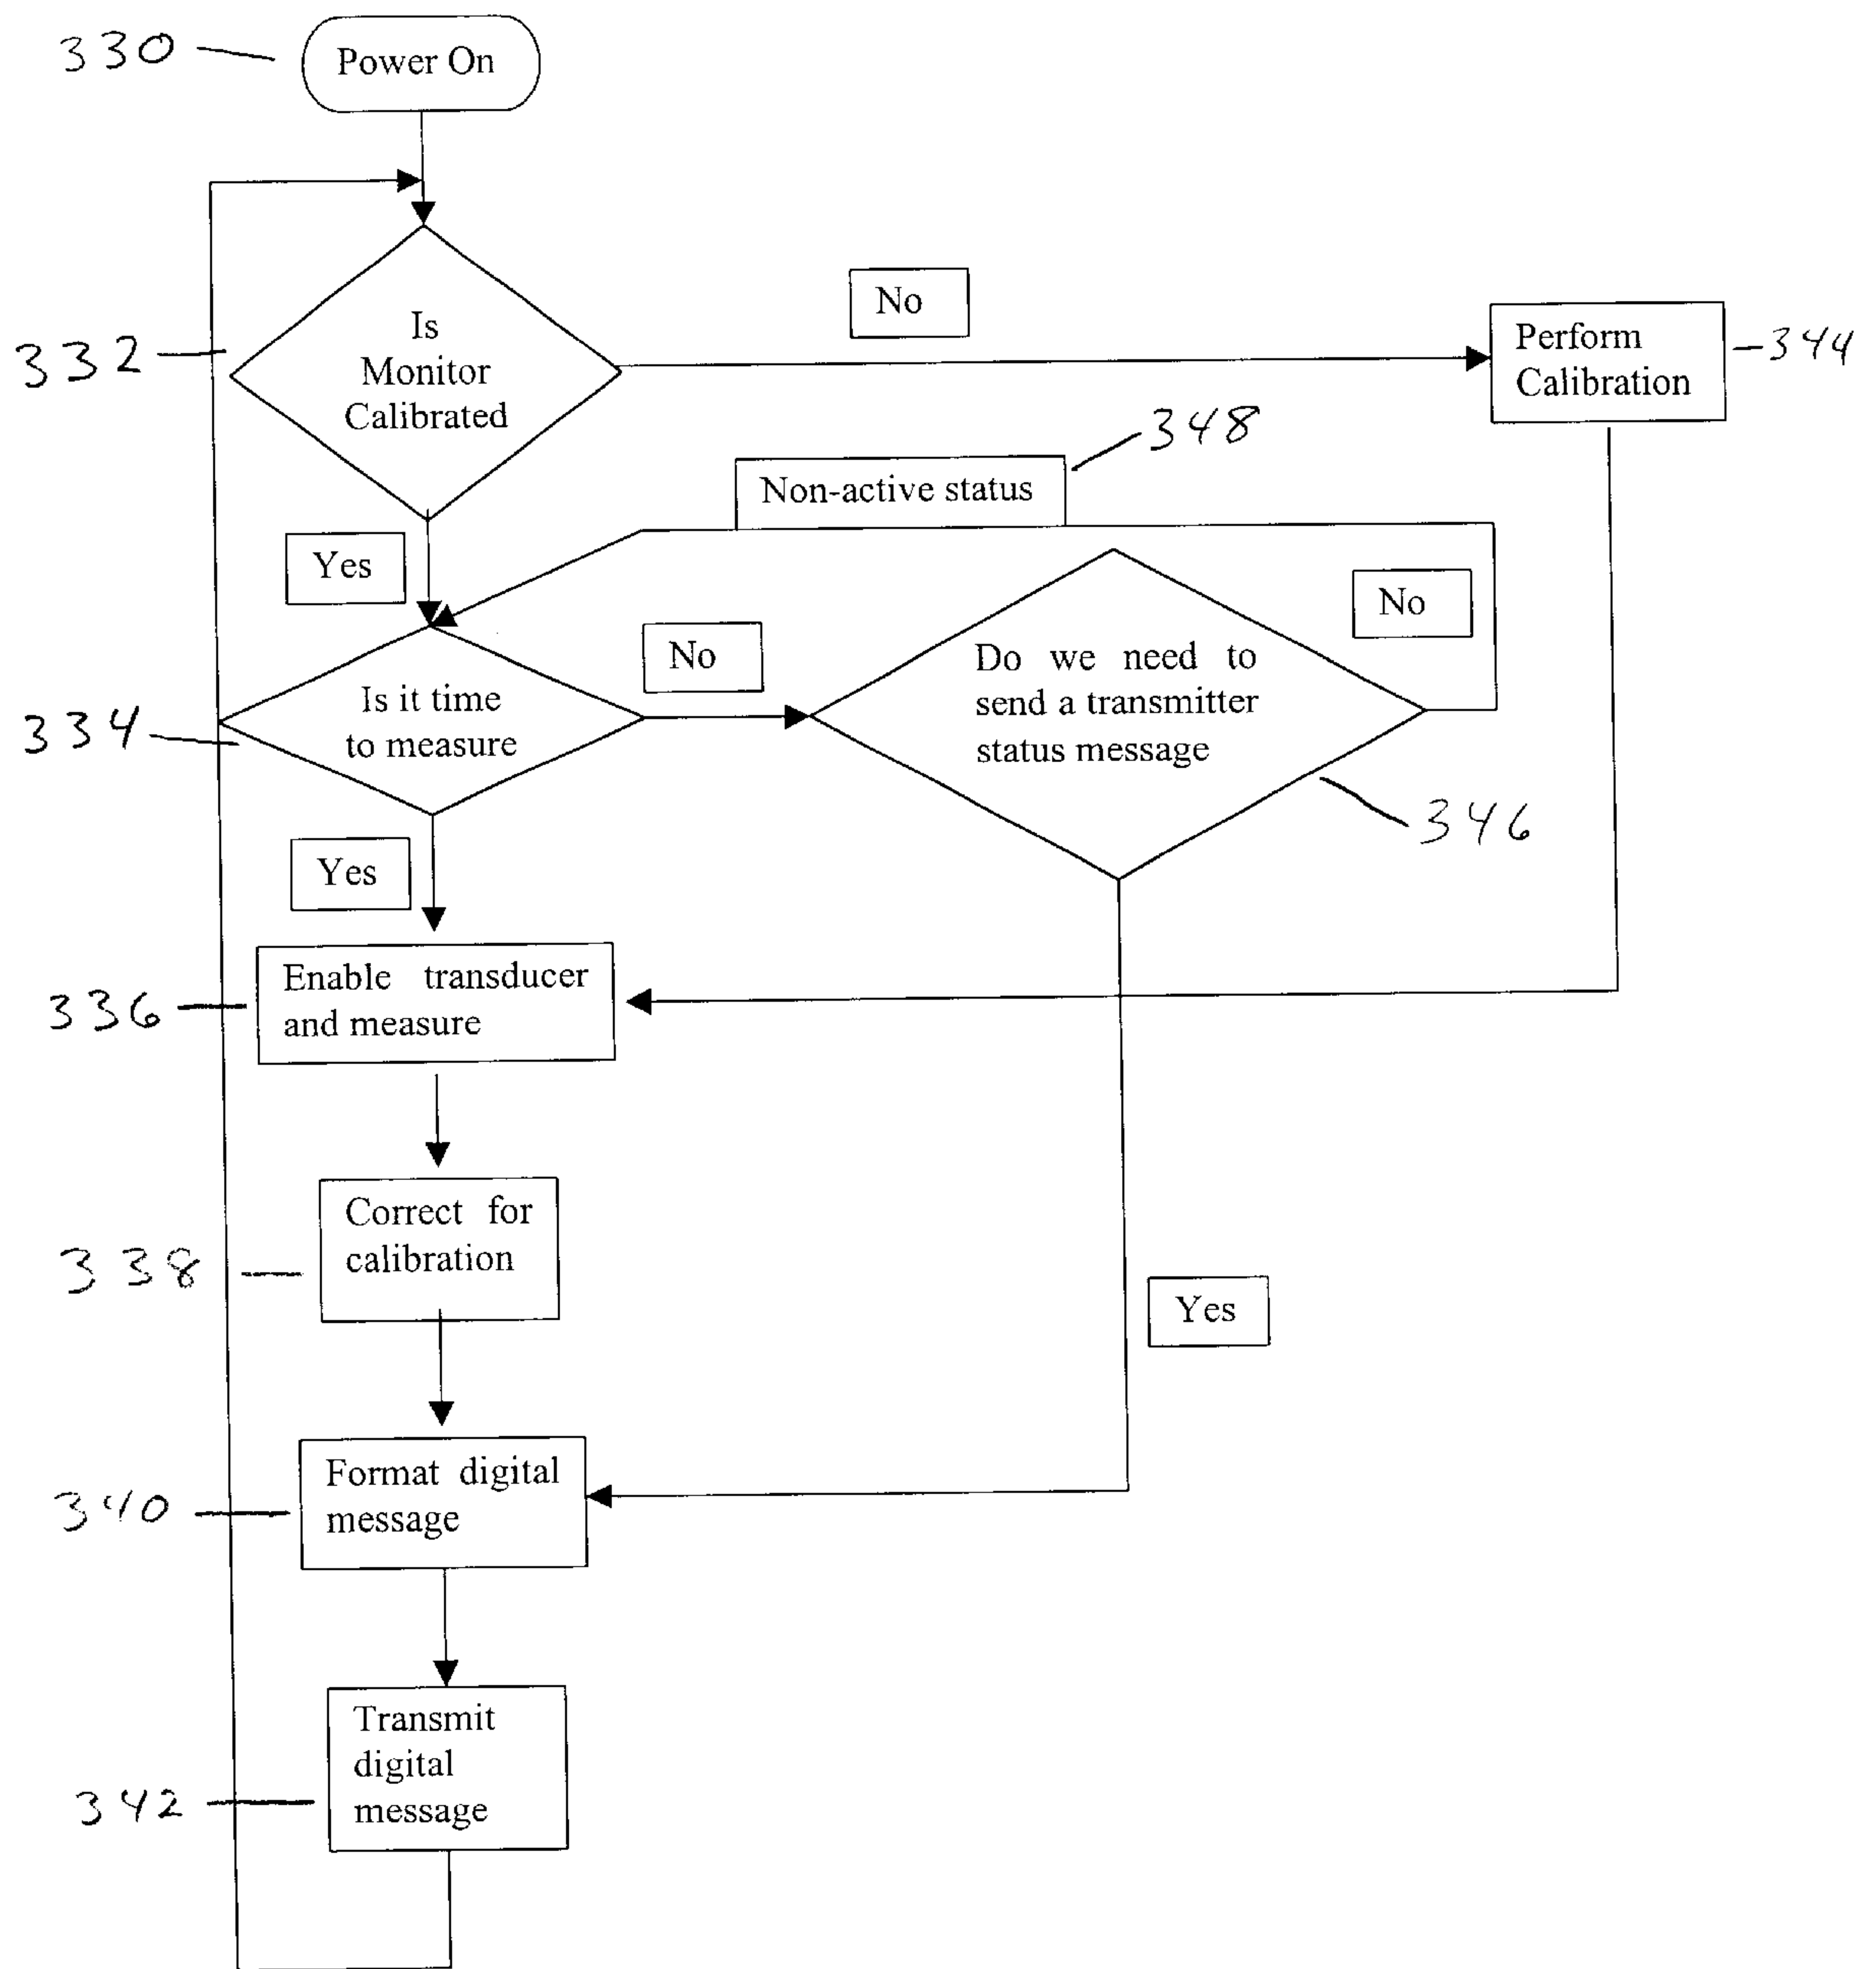 330
Power On
No
332
Is
Monitor
Calibrated
Perform
Calibration
344
348
Non-active status
Yes
No
No
Do we need to
send a transmitter
status message
334
Is it time
to measure
346
Yes
336
Enable transducer
and measure
338
Correct for
calibration
Yes
340
Format digital
message
342
Transmit
digital
message